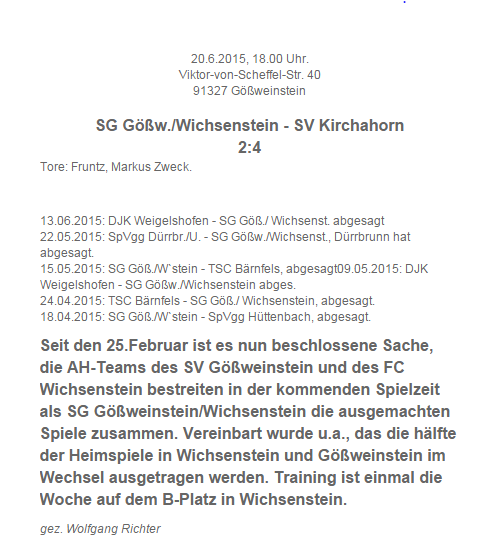 20.6.2015, 18.00 Uhr.
Viktor-von-Scheffel-Str. 40
91327 Gößweinstein
SG Gößw./Wichsenstein - SV Kirchahorn
2:4
Tore: Fruntz, Markus Zweck.
13.06.2015: DJK Weigelshofen - SG Göß./ Wichsenst. abgesagt
22.05.2015: SpVgg Dürrbr./U. - SG Gößw./Wichsenst., Dürrbrunn hat
abgesagt.
15.05.2015: SG Göß./W`stein - TSC Bärnfels, abgesagt09.05.2015: DJK
Weigelshofen - SG Gößw./Wichsenstein abges.
24.04.2015: TSC Bärnfels - SG Göß./ Wichsenstein, abgesagt.
18.04.2015: SG Göß./W`stein - SpVgg Hüttenbach, abgesagt.
Seit den 25.Februar ist es nun beschlossene Sache,
die AH-Teams des SV Gößweinstein und des FC
Wichsenstein bestreiten in der kommenden Spielzeit
als SG Gößweinstein/Wichsenstein die ausgemachten
Spiele zusammen. Vereinbart wurde u.a., das die hälfte
der Heimspiele in Wichsenstein und Gößweinstein im
Wechsel ausgetragen werden. Training ist einmal die
Woche auf dem B-Platz in Wichsenstein.
gez. Wolfgang Richter